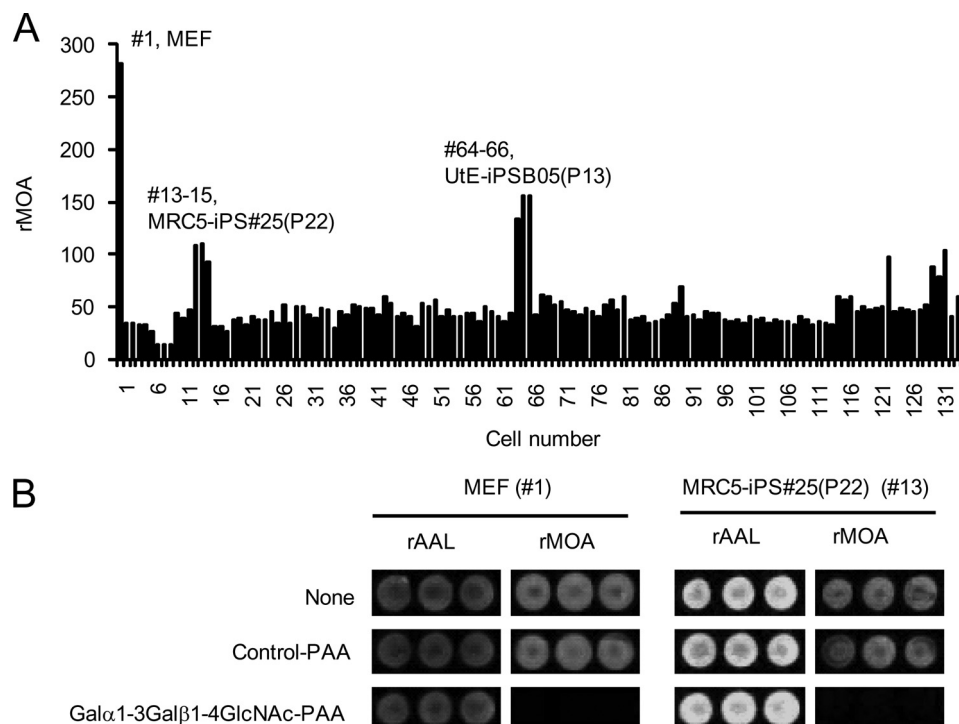 A
#1, MEF
300
250
200
150
100
50
0
rMOA
#13-15,
MRC5-iPS#25(P22)
#64-66,
UtE-iPSB05(P13)
1 6 11 16 21 26 31 36 41 46 51 56 61 66 71 76 81 86 91 96 101 106 111 116 121 126 131
Cell number
B
MEF (#1) MRC5-iPS#25(P22) (#13)
rAAL rMOA rAAL rMOA
None
Control-PAA
Galα1-3Galβ1-4GlcNAc-PAA